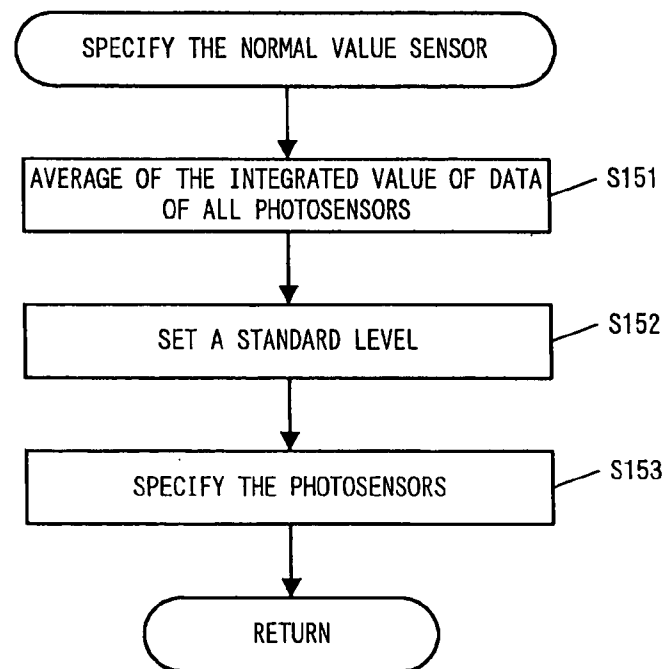 SPECIFY THE NORMAL VALUE SENSOR
AVERAGE OF THE INTEGRATED VALUE OF DATA
OF ALL PHOTOSENSORS
S151
SET A STANDARD LEVEL
S152
SPECIFY THE PHOTOSENSORS
S153
RETURN